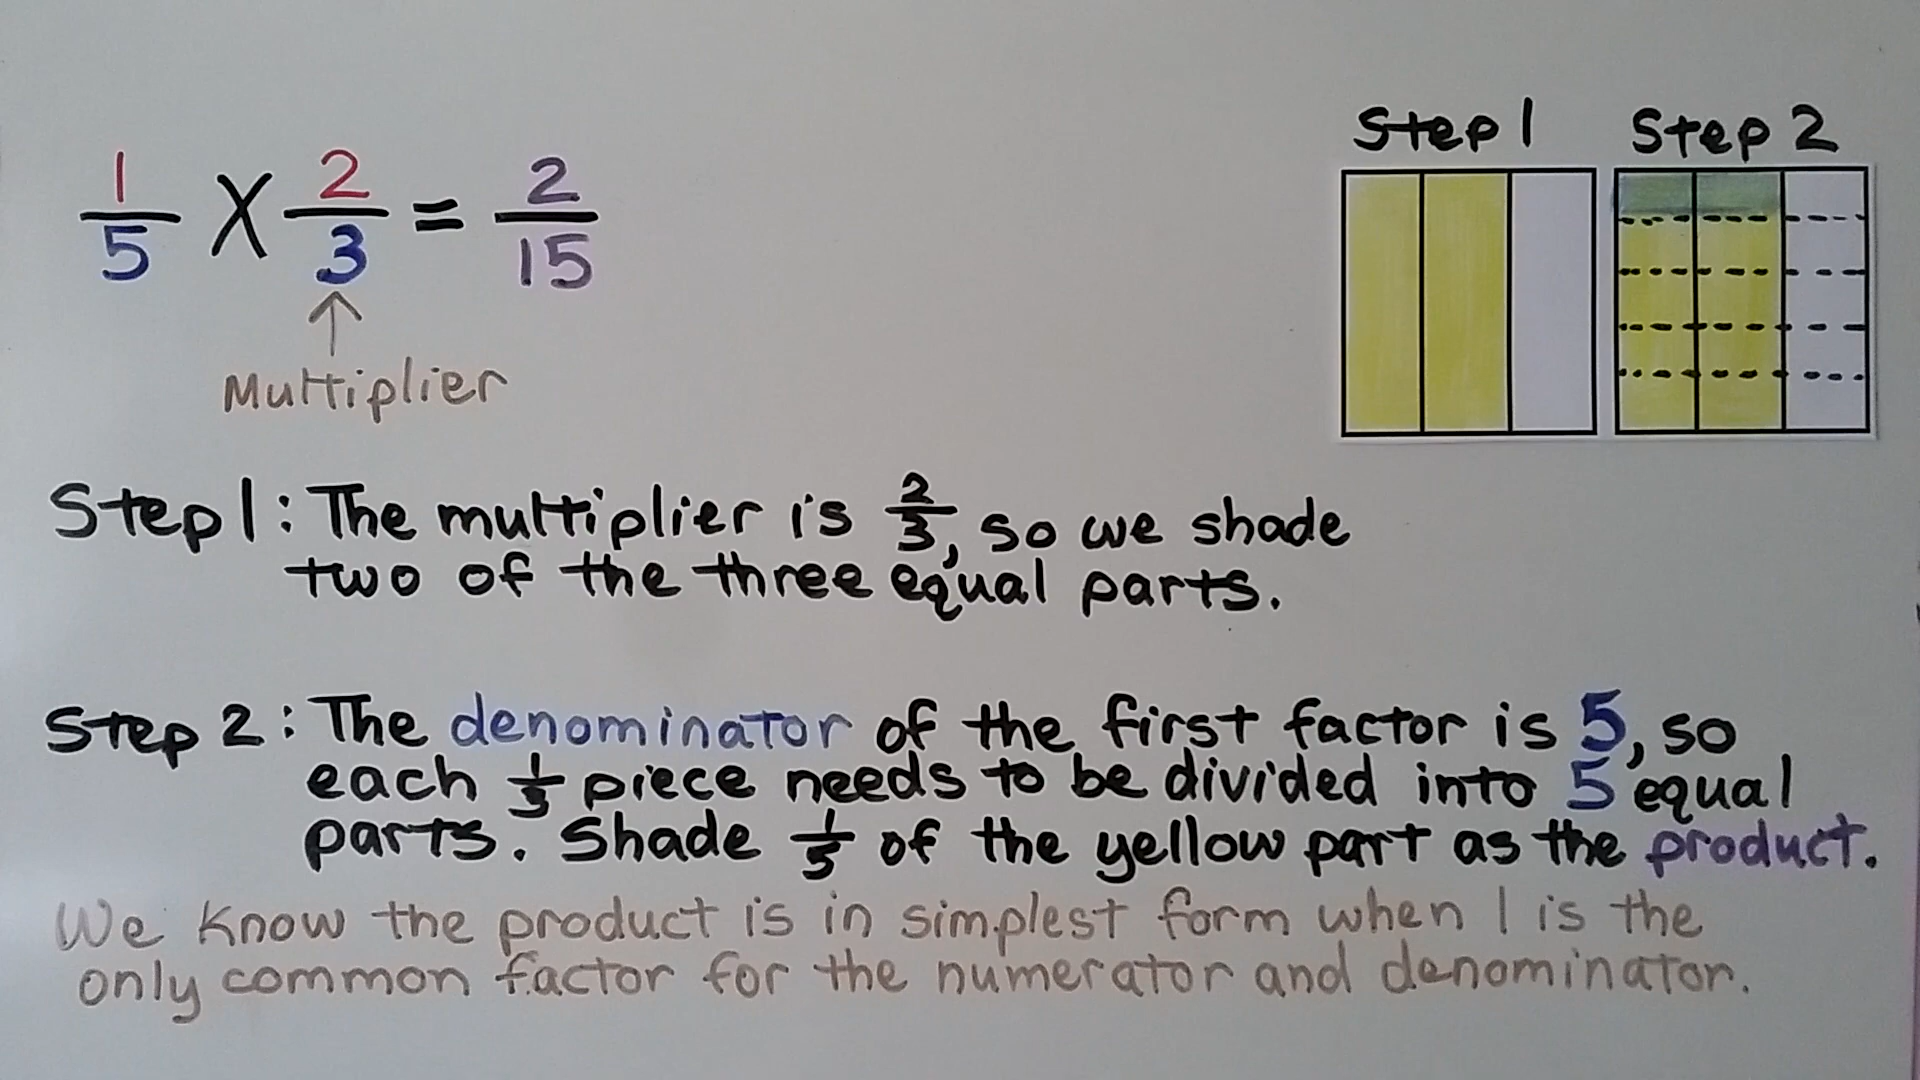 1/5 X 2/3 = 2/15
↑
Multiplier
Step 1 Step 2
Step 1: The multiplier is 2/3, so we shade
two of the three equal parts.
Step 2: The denominator of the first factor is 5, so
each 1/3 piece needs to be divided into 5 equal
parts. Shade 1/5 of the yellow part as the product.
We know the product is in simplest form when 1 is the
only common factor for the numerator and denominator.